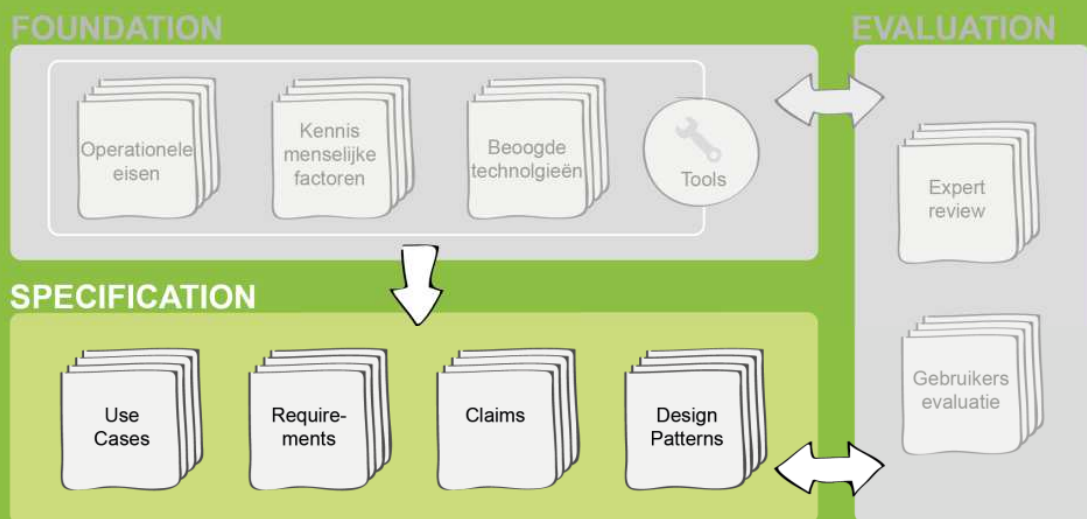 FOUNDATION
Operationele
eisen
Kennis
menselijke
factoren
Beoogde
technolgieën
Tools
SPECIFICATION
Use
Cases
Require-
ments
Claims
Design
Patterns
EVALUATION
Expert
review
Gebruikers
evaluatie